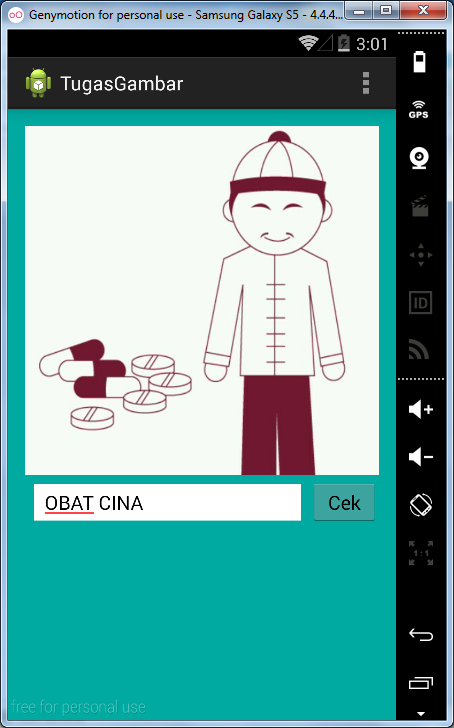 Genymotion for personal use - Samsung Galaxy S5 - 4.4.4...
3:01
TugasGambar
GPS
ID
OBAT CINA
Cek
1:1
free for personal use